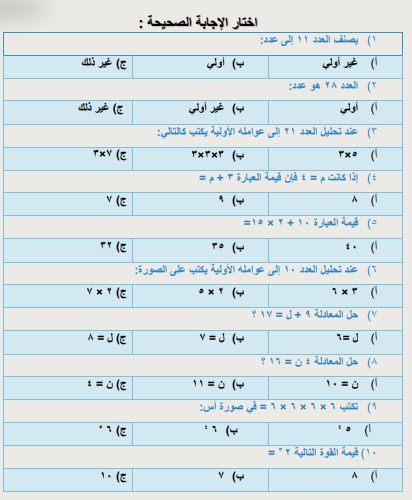 اختار الإجابة الصحيحة :
١) يصنف العدد ١١ إلى عدد:
أ) غير أولي ب) أولي ج) غير ذلك
٢) العدد ٢٨ هو عدد:
أ) أولي ب) غير أولي ج) غير ذلك
٣) عند تحليل العدد ٢١ إلى عوامله الأولية يكتب كالتالي:
أ) ٥×٣ ب) ٣×٣×٣ ج) ٧×٣
٤) إذا كانت م = ٤ فإن قيمة العبارة ٣ + م =
أ) ٨ ب) ٩ ج) ٧
٥) قيمة العبارة ١٠ + ٢ × ١٥=
أ) ٤٠ ب) ٣٥ ج) ٣٢
٦) عند تحليل العدد ١٠ إلى عوامله الأولية يكتب على الصورة:
أ) ٣ × ٦ ب) ٢ × ٥ ج) ٢ × ٧
٧) حل المعادلة ٩ + ل = ١٧ ؟
أ) ل =٦ ب) ل = ٧ ج) ل = ٨
٨) حل المعادلة ٤ ن = ١٦ ؟
أ) ن = ١٠ ب) ن = ١١ ج) ن = ٤
٩) تكتب ٦ × ٦ × ٦ × ٦ = في صورة أس:
أ) ٥ ⁴ ب) ٦ ⁴ ج) ٦ ⁵
١٠) قيمة القوة التالية ٢ ³ =
أ) ٨ ب) ٧ ج) ١٠